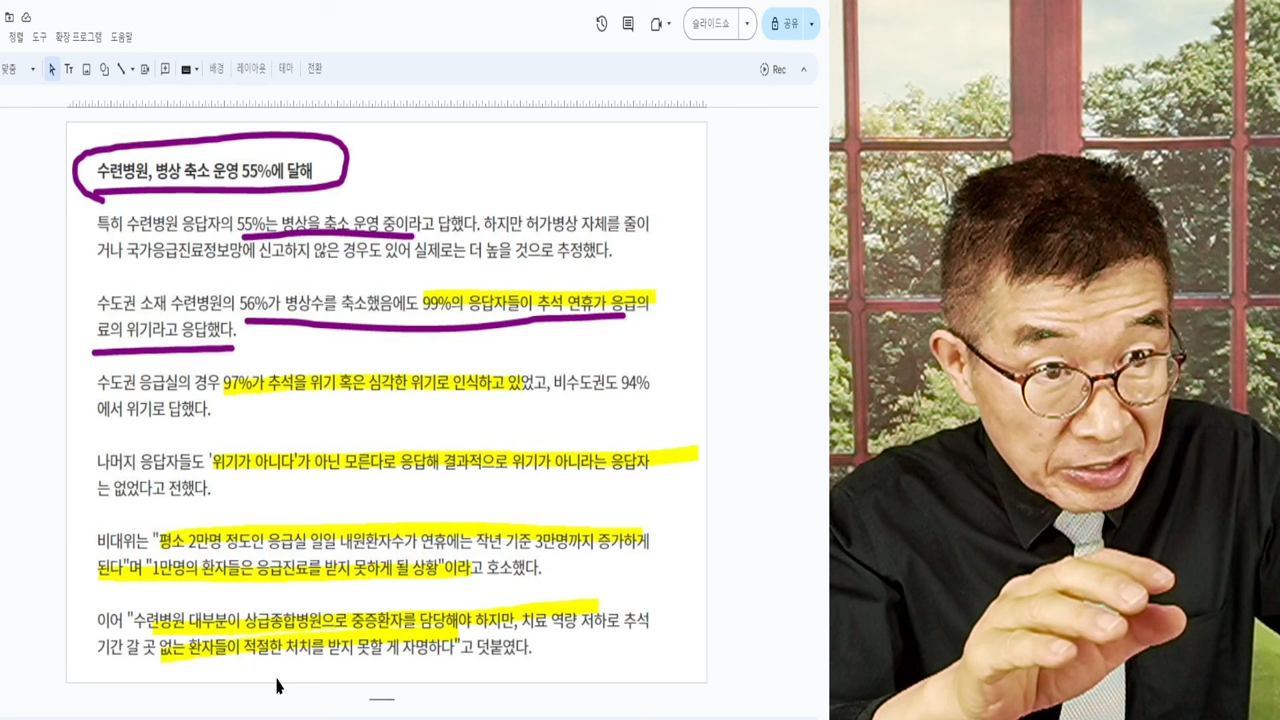 정렬 도구 확장 프로그램 도움말
슬라이드쇼
공유
맞춤
배경 레이아웃 테마 전환
Rec
수련병원, 병상 축소 운영 55%에 달해
특히 수련병원 응답자의 55%는 병상을 축소 운영 중이라고 답했다. 하지만 허가병상 자체를 줄이
거나 국가응급진료정보망에 신고하지 않은 경우도 있어 실제로는 더 높을 것으로 추정했다.
수도권 소재 수련병원의 56%가 병상수를 축소했음에도 99%의 응답자들이 추석 연휴가 응급의
료의 위기라고 응답했다.
수도권 응급실의 경우 97%가 추석을 위기 혹은 심각한 위기로 인식하고 있었고, 비수도권도 94%
에서 위기로 답했다.
나머지 응답자들도 '위기가 아니다'가 아닌 모른다로 응답해 결과적으로 위기가 아니라는 응답자
는 없었다고 전했다.
비대위는 "평소 2만명 정도인 응급실 일일 내원환자수가 연휴에는 작년 기준 3만명까지 증가하게
된다"며 "1만명의 환자들은 응급진료를 받지 못하게 될 상황"이라고 호소했다.
이어 "수련병원 대부분이 상급종합병원으로 중증환자를 담당해야 하지만, 치료 역량 저하로 추석
기간 갈 곳 없는 환자들이 적절한 처치를 받지 못할 게 자명하다"고 덧붙였다.